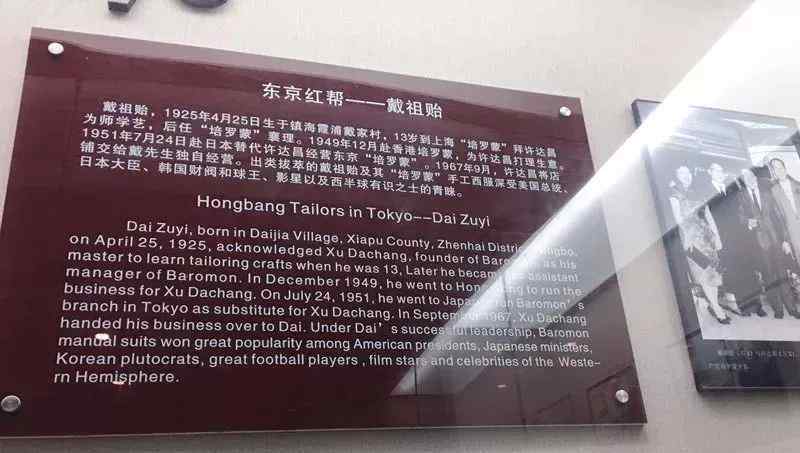 东京红帮——戴祖贻
戴祖贻，1925年4月25日生于镇海霞浦戴家村，13岁到上海“培罗蒙”拜许达昌
为师学艺，后任“培罗蒙”襄理。1949年12月赴香港培罗蒙，为许达昌打理生意。
1951年7月24日赴日本替代许达昌经营东京“培罗蒙”。1967年9月，许达昌将店
铺交给戴先生独自经营。出类拔萃的戴祖贻及其“培罗蒙”手工西服深受美国总统、
日本大臣、韩国财阀和球王、影星以及西半球有识之士的青睐。
Hongbang Tailors in Tokyo--Dai Zuyi
Dai Zuyi, born in Daijia Village, Xiapu County, Zhenhai District, Ningbo,
on April 25, 1925, acknowledged Xu Dachang, founder of Baromon as his
master to learn tailoring crafts when he was 13, Later he became the assistant
manager of Baromon. In December 1949, he went to Hong Kong to run the
business for Xu Dachang. On July 24, 1951, he went to Japan to run Baromon's
branch in Tokyo as substitute for Xu Dachang. In September 1967, Xu Dachang
handed his business over to Dai. Under Dai's successful leadership, Baromon
manual suits won great popularity among American presidents, Japanese ministers,
Korean plutocrats, great football players , film stars and celebrities of the Weste-
rn Hemisphere.